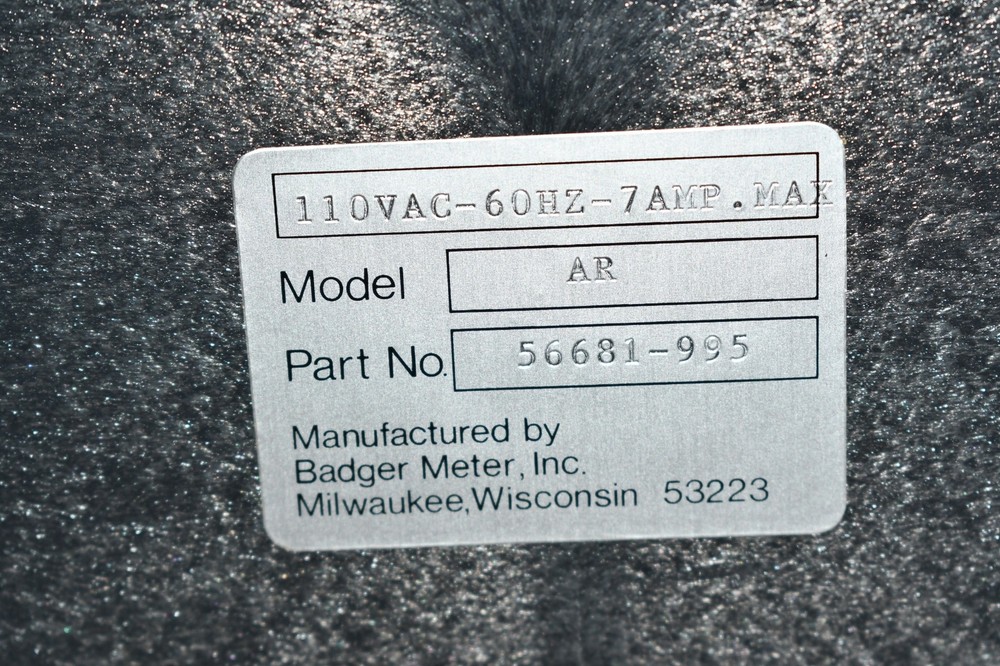 110VAC-60HZ-7AMP.MAX
Model AR
Part No. 56681-995
Manufactured by
Badger Meter, Inc.
Milwaukee, Wisconsin 53223